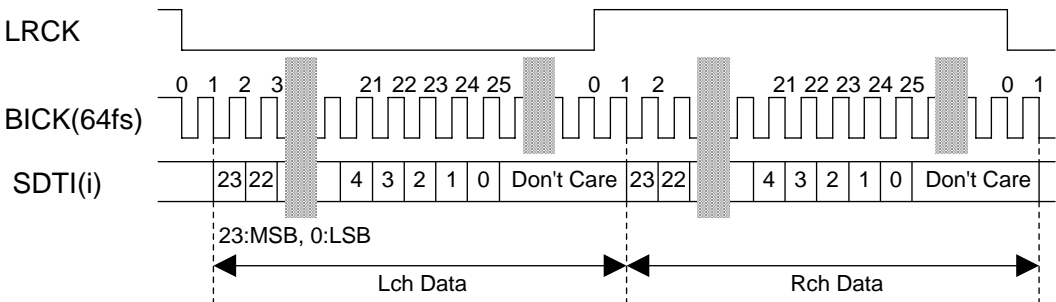 LRCK
0 1 2 3 21 22 23 24 25 0 1 2 21 22 23 24 25 0 1
BICK(64fs)
SDTI(i) 23 22 4 3 2 1 0 Don't Care 23 22 4 3 2 1 0 Don't Care
23:MSB, 0:LSB
Lch Data Rch Data